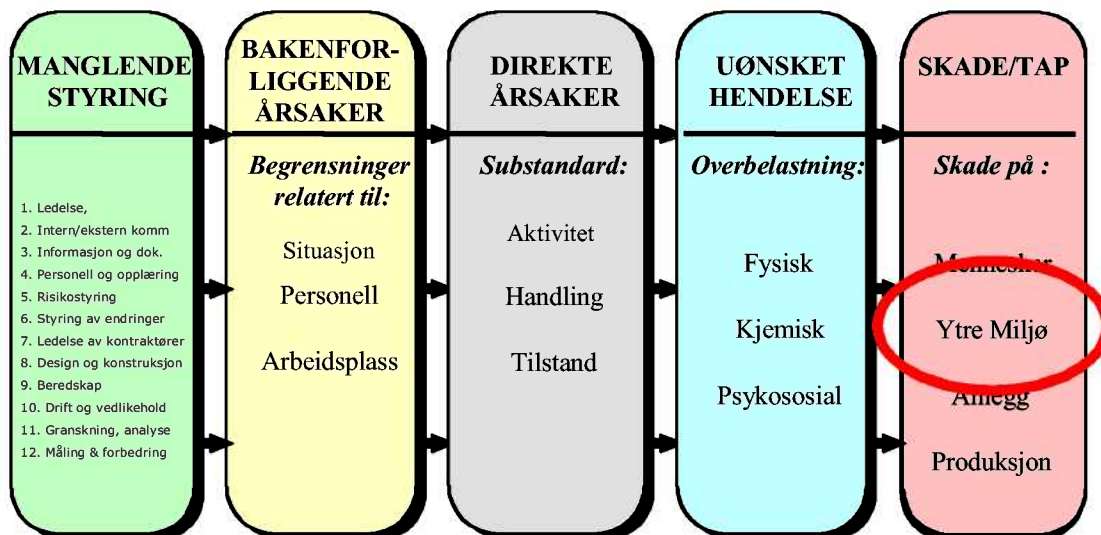 MANGLENDE
STYRING
1. Ledelse,
2. Intern/ekstern komm
3. Informasjon og dok.
4. Personell og opplæring
5. Risikostyring
6. Styring av endringer
7. Ledelse av kontraktører
8. Design og konstruksjon
9. Beredskap
10. Drift og vedlikehold
11. Granskning, analyse
12. Måling & forbedring
BAKENFOR-
LIGGENDE
ÅRSAKER
Begrensninger
relatert til:
Situasjon
Personell
Arbeidsplass
DIREKTE
ÅRSAKER
Substandard:
Aktivitet
Handling
Tilstand
UØNSKET
HENDELSE
Overbelastning:
Fysisk
Kjemisk
Psykososial
SKADE/TAP
Skade på :
Mennesker
Ytre Miljø
Anlegg
Produksjon